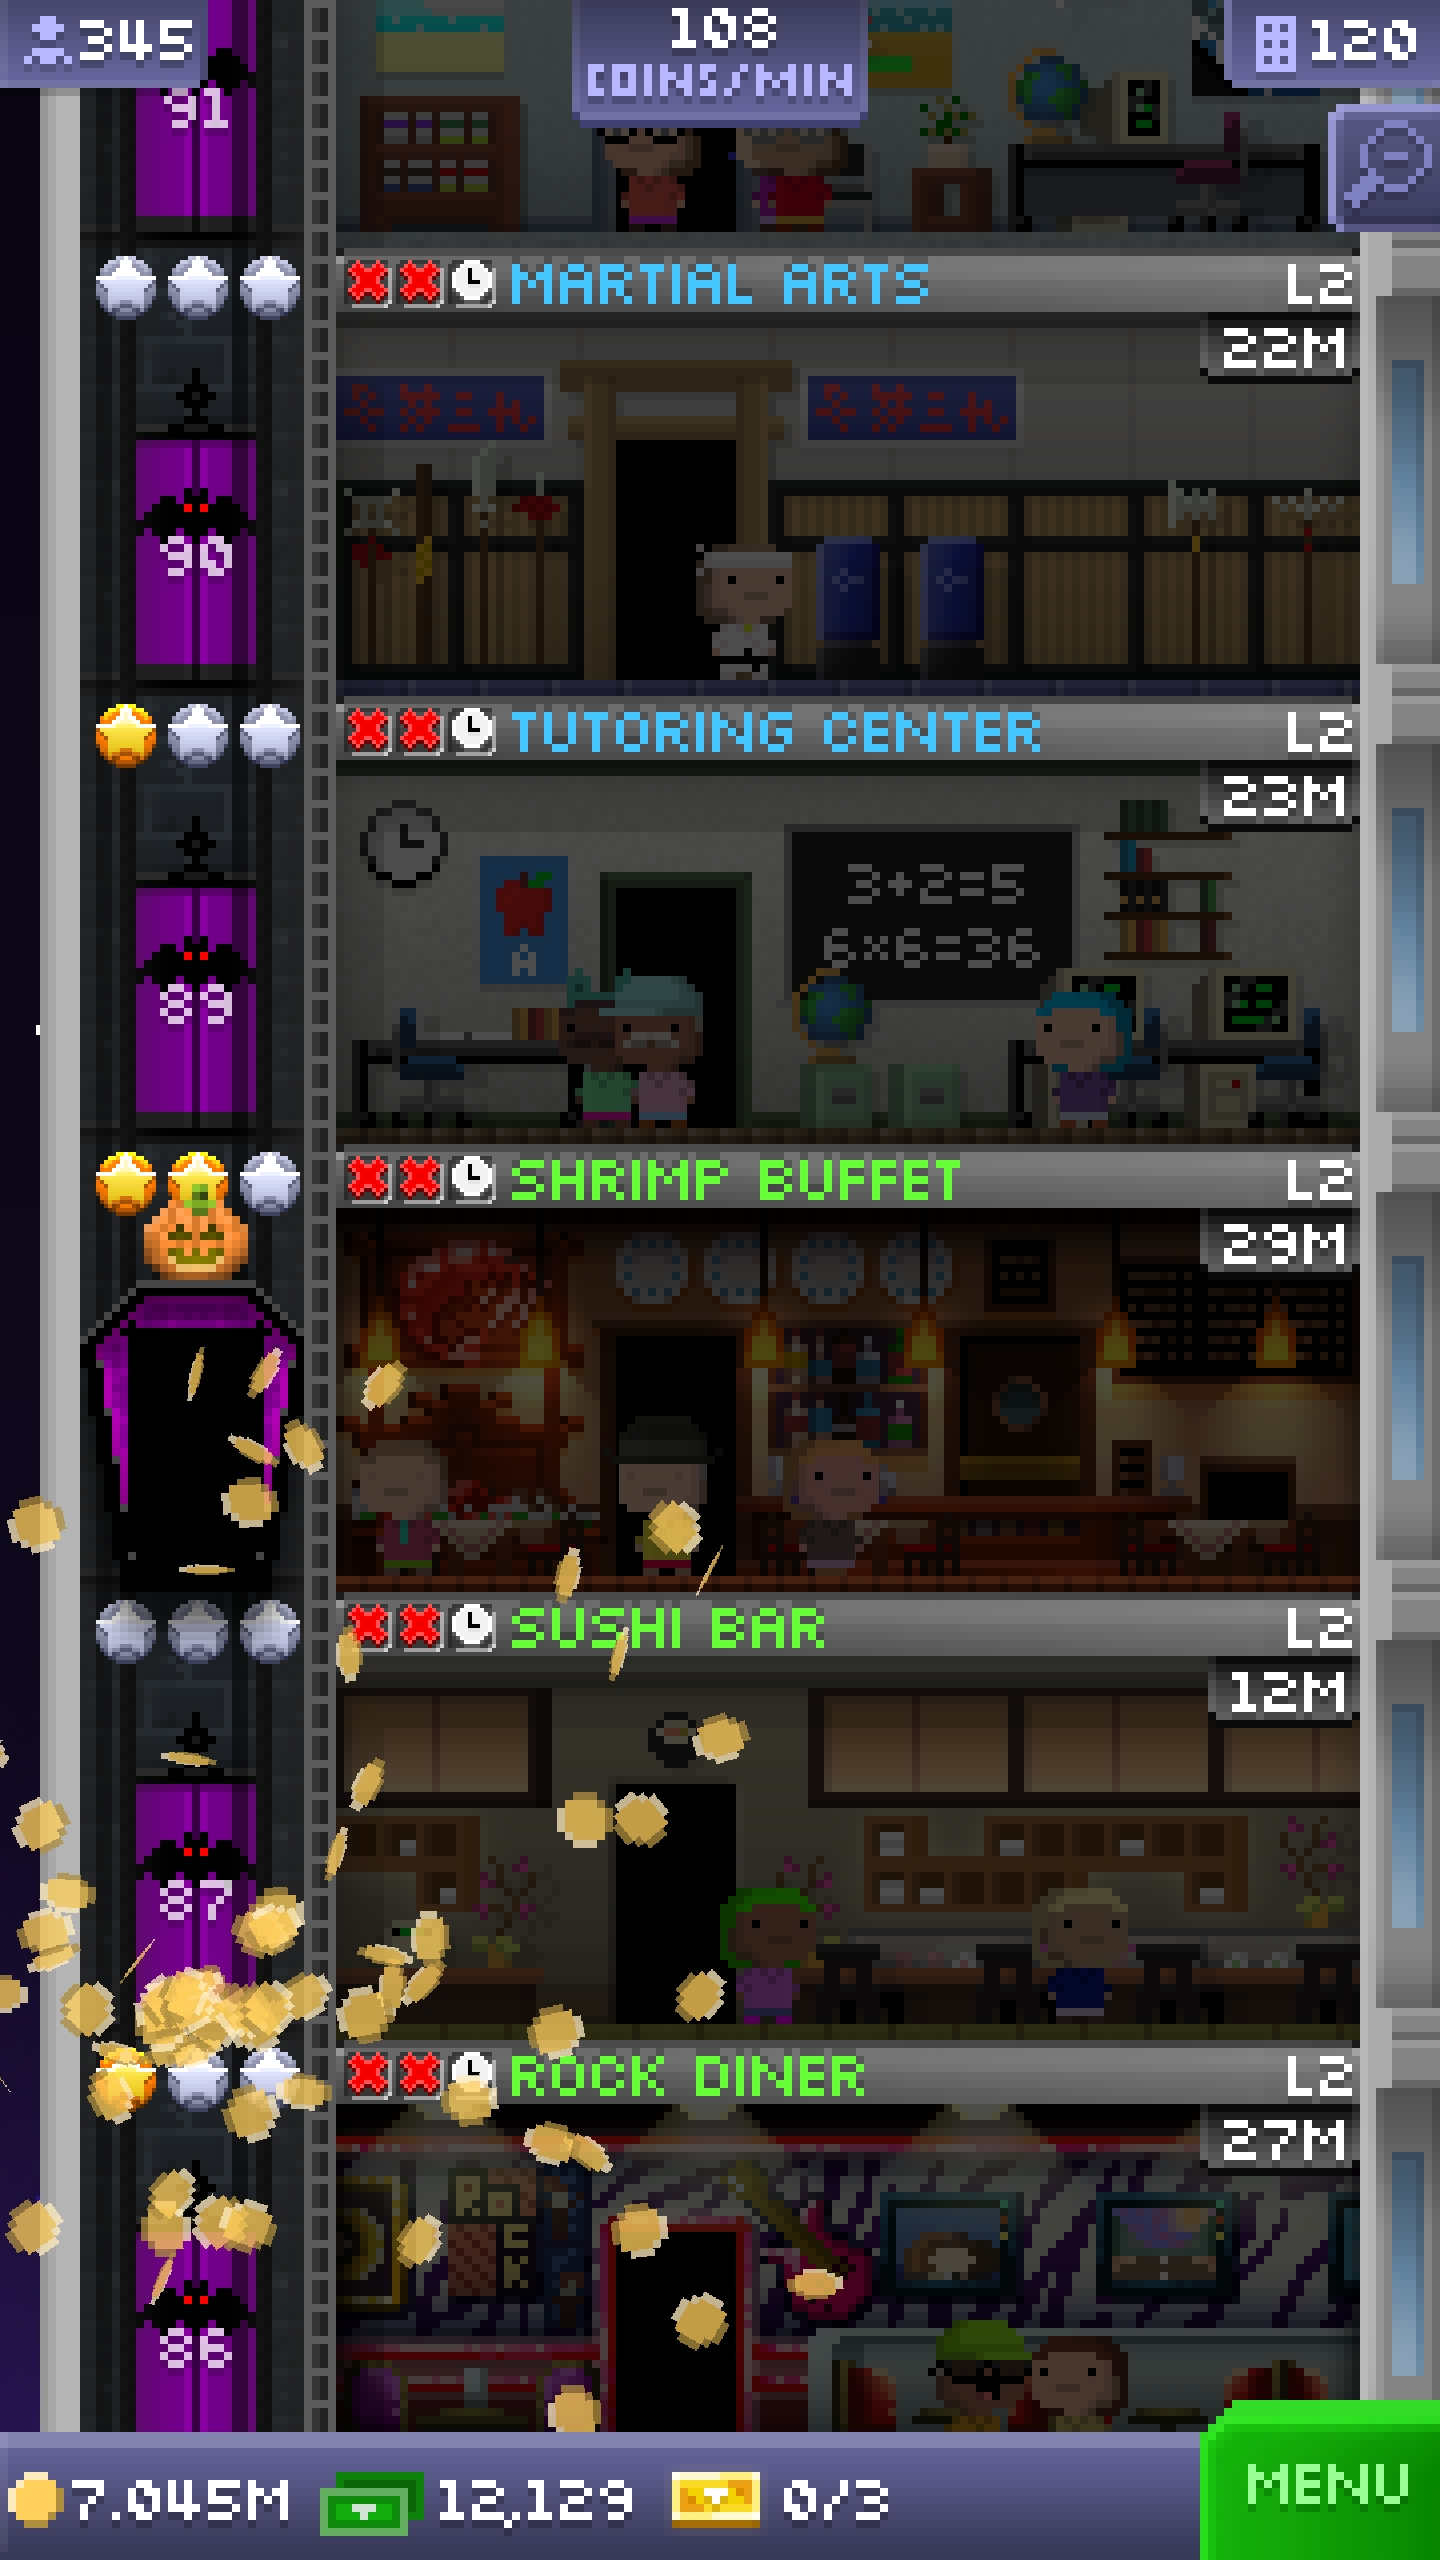 345
108
COINS/MIN
120
91
MARTIAL ARTS
L2
22M
90
TUTORING CENTER
L2
23M
3+2=5
6×6=36
A
89
SHRIMP BUFFET
L2
29M
SUSHI BAR
L2
12M
87
ROCK DINER
L2
27M
86
7.045M
12,129
0/3
MENU